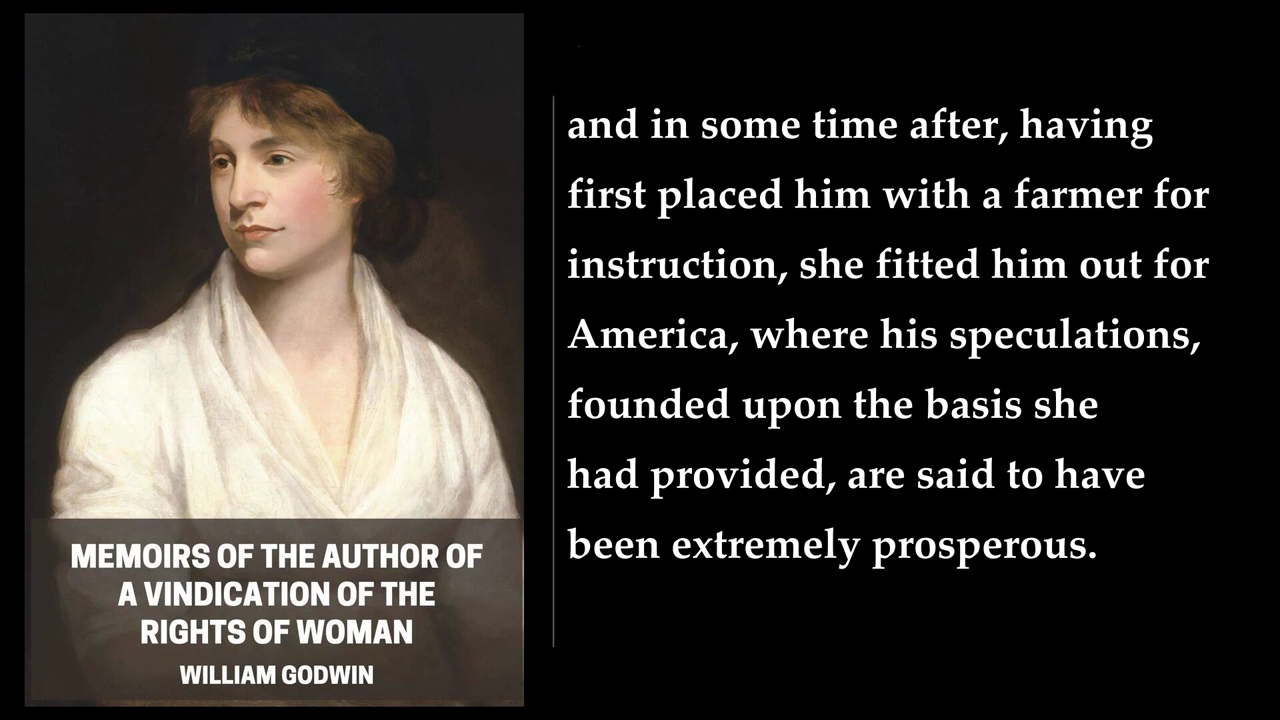 MEMOIRS OF THE AUTHOR OF
A VINDICATION OF THE
RIGHTS OF WOMAN
WILLIAM GODWIN
and in some time after, having
first placed him with a farmer for
instruction, she fitted him out for
America, where his speculations,
founded upon the basis she
had provided, are said to have
been extremely prosperous.